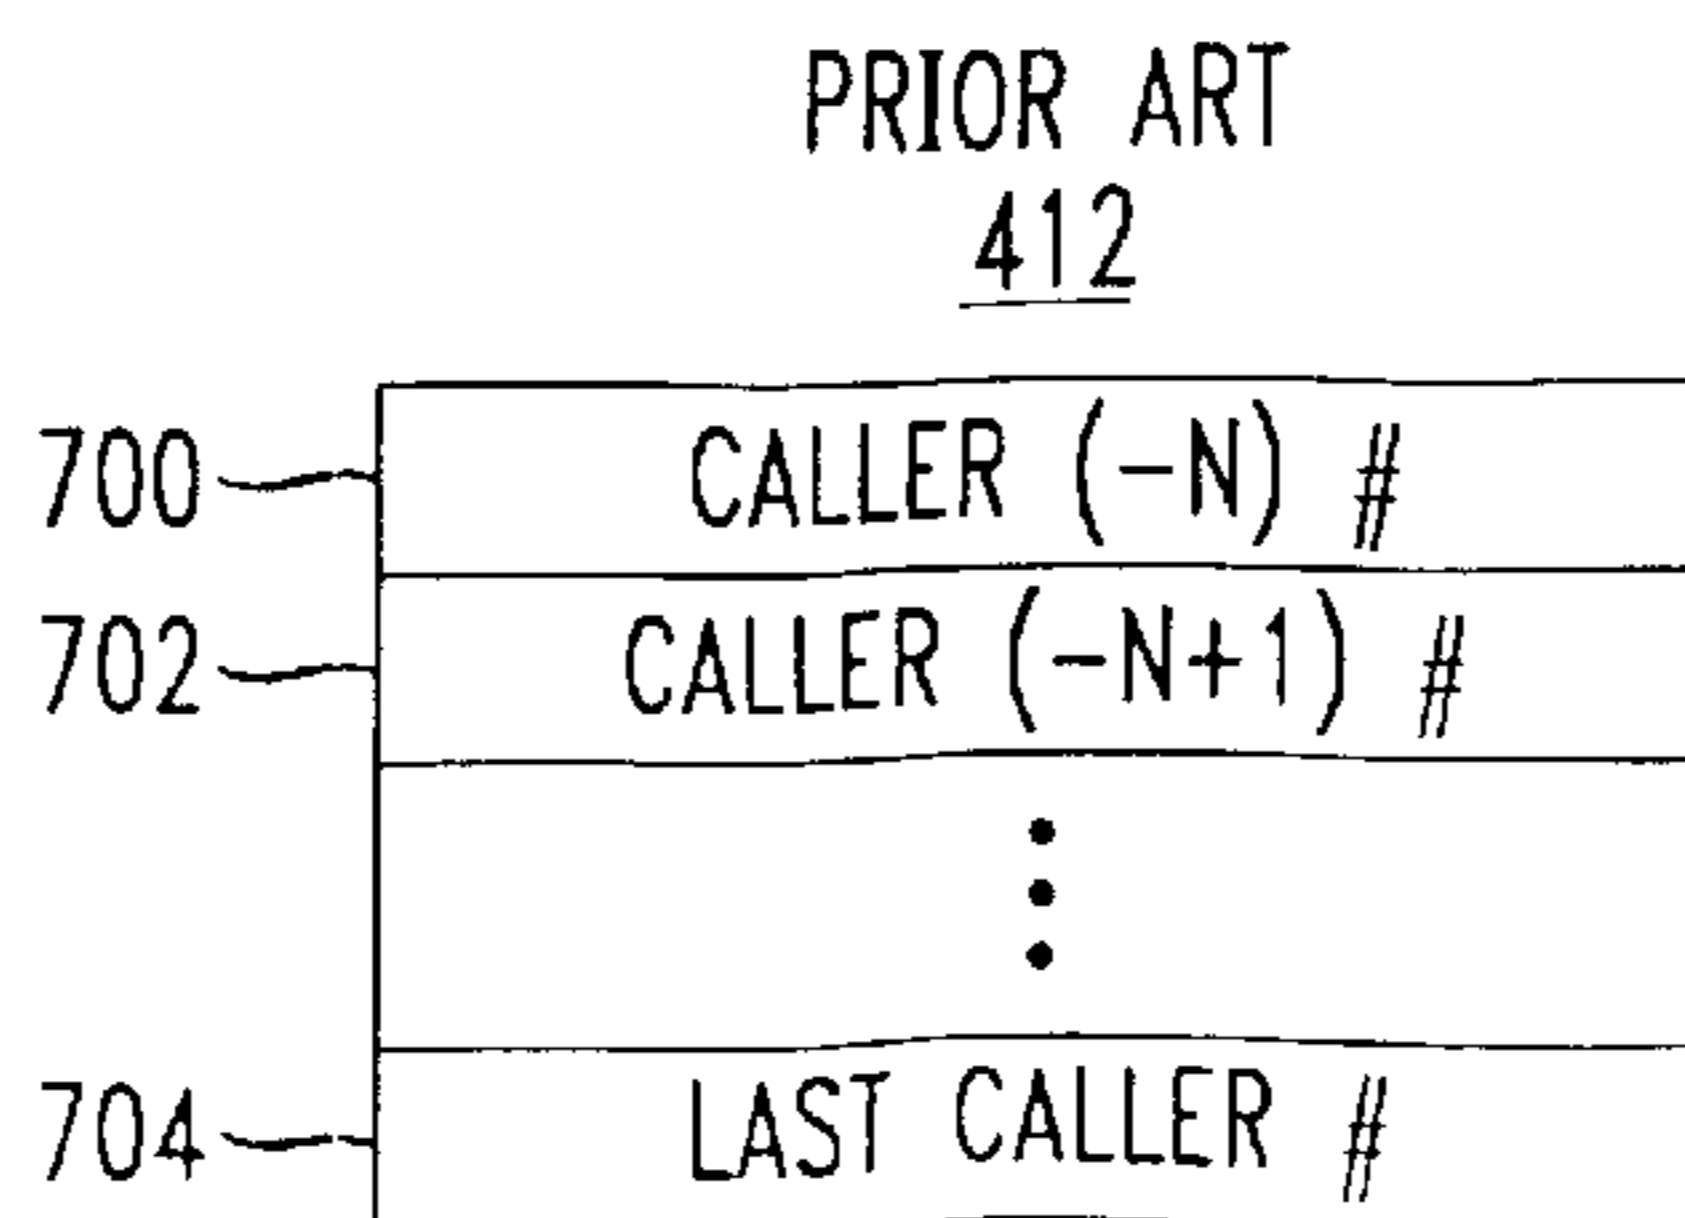 PRIOR ART
412
700 CALLER (-N) #
702 CALLER (-N+1) #
704 LAST CALLER #